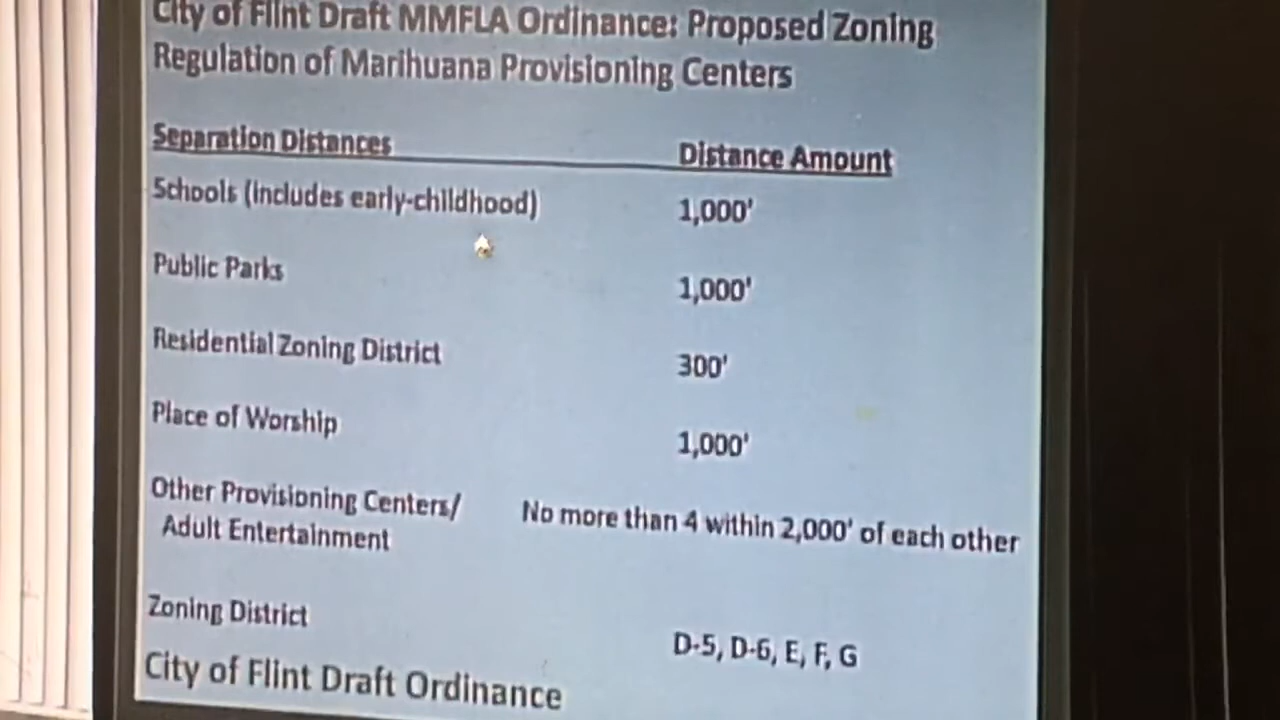 City of Flint Draft MMFLA Ordinance: Proposed Zoning
Regulation of Marihuana Provisioning Centers
Separation Distances Distance Amount
Schools (includes early-childhood) 1,000'
Public Parks 1,000'
Residential Zoning District 300'
Place of Worship 1,000'
Other Provisioning Centers/ No more than 4 within 2,000' of each other
Adult Entertainment
Zoning District D-5, D-6, E, F, G
City of Flint Draft Ordinance